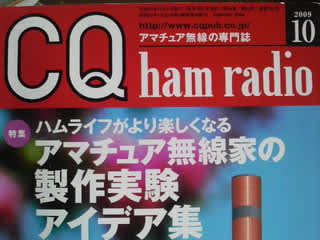 http://www.cqpub.co.jp/
アマチュア無線の専門誌
2009
10
CQ
ham radio
特集
ハムライフがより楽しくなる
アマチュア無線家の
製作実験
アイデア集